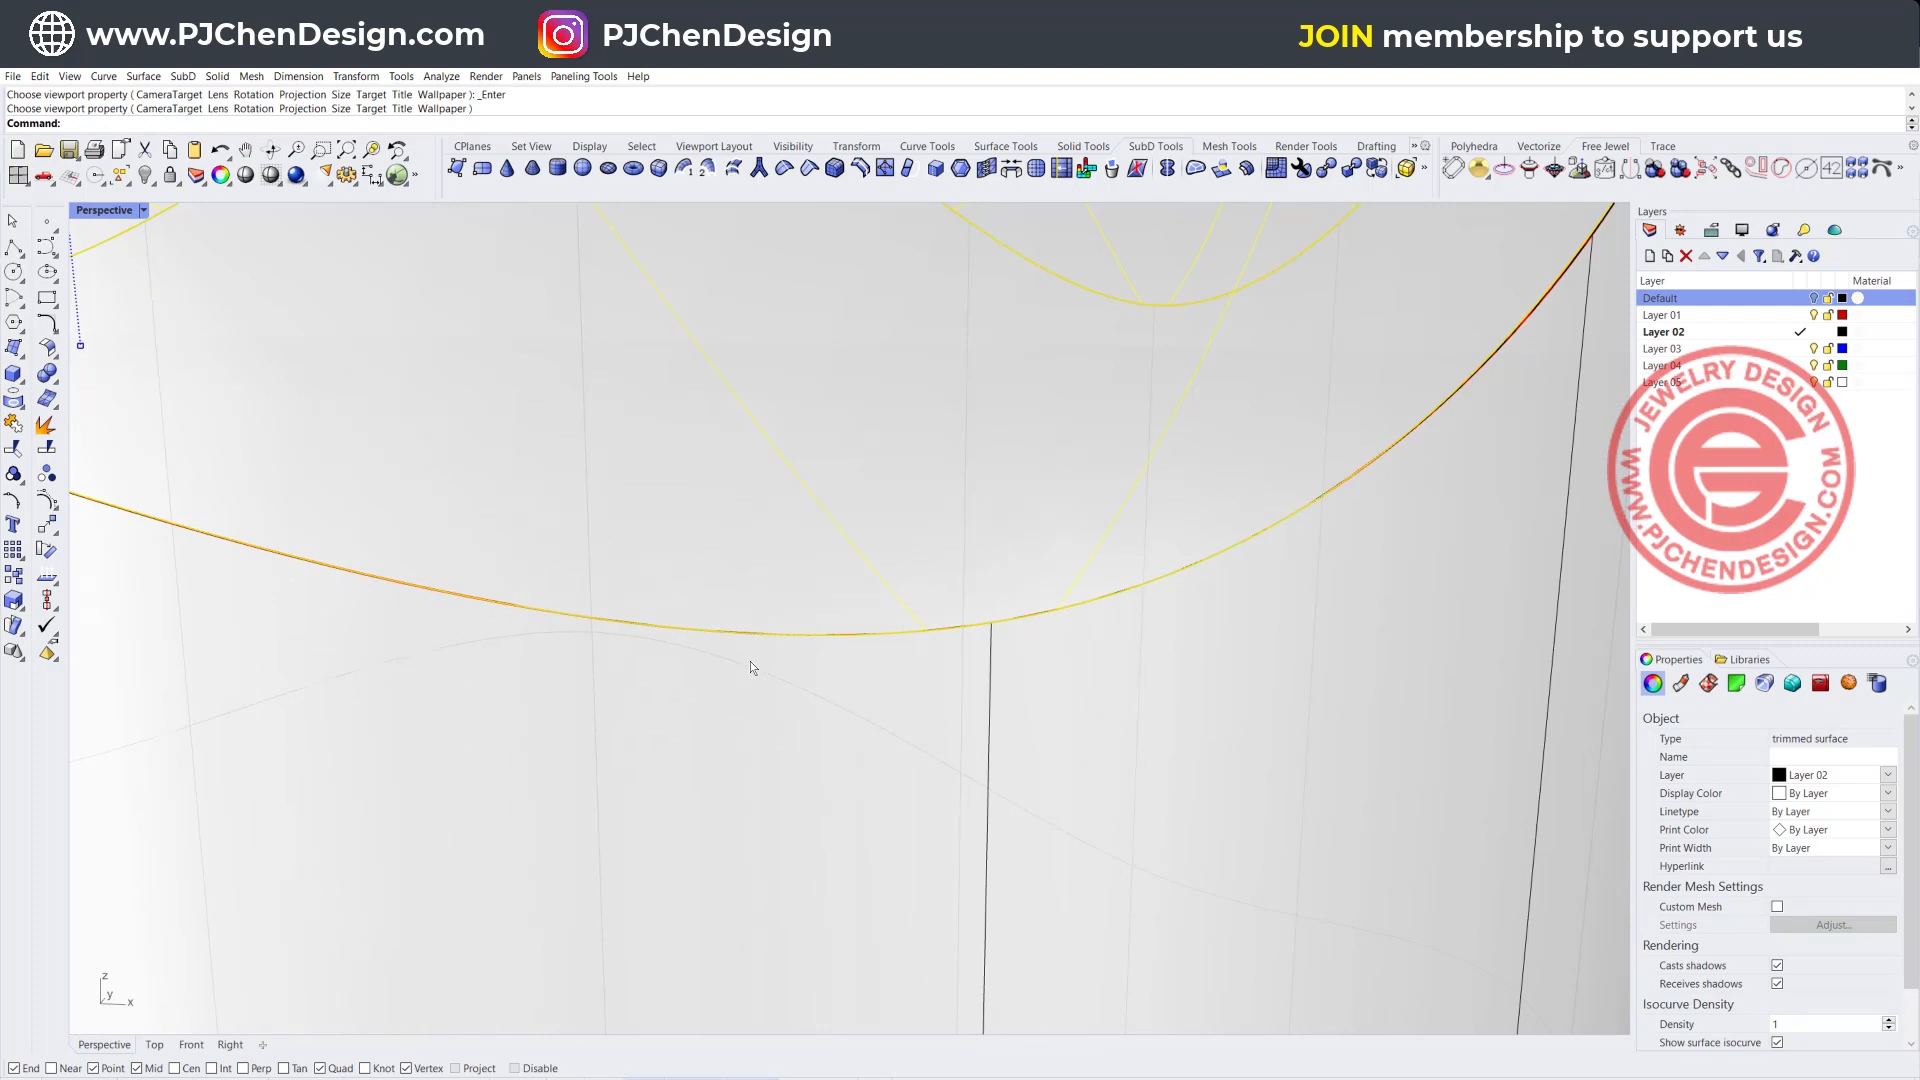 www.PJChenDesign.com PJChenDesign JOIN membership to support us
File Edit View Curve Surface SubD Solid Mesh Dimension Transform Tools Analyze Render Panels Paneling Tools Help
Choose viewport property ( CameraTarget Lens Rotation Projection Size Target Title Wallpaper ): _Enter
Choose viewport property ( CameraTarget Lens Rotation Projection Size Target Title Wallpaper )
Command:
CPlanes Set View Display Select Viewport Layout Visibility Transform Curve Tools Surface Tools Solid Tools SubD Tools Mesh Tools Render Tools Drafting » Polyhedra Vectorize Free Jewel Trace
Perspective
Layers
Layer Material
Default
Layer 01
Layer 02
Layer 03
Layer 04
Layer 05
JEWELRY DESIGN
WWW.PJCHENDESIGN.COM
Properties Libraries
Object
Type trimmed surface
Name
Layer Layer 02
Display Color By Layer
Linetype By Layer
Print Color By Layer
Print Width By Layer
Hyperlink ...
Render Mesh Settings
Custom Mesh
Settings Adjust...
Rendering
Casts shadows
Receives shadows
Isocurve Density
Density 1
Show surface isocurve
z
y x
Perspective Top Front Right
End Near Point Mid Cen Int Perp Tan Quad Knot Vertex Project Disable